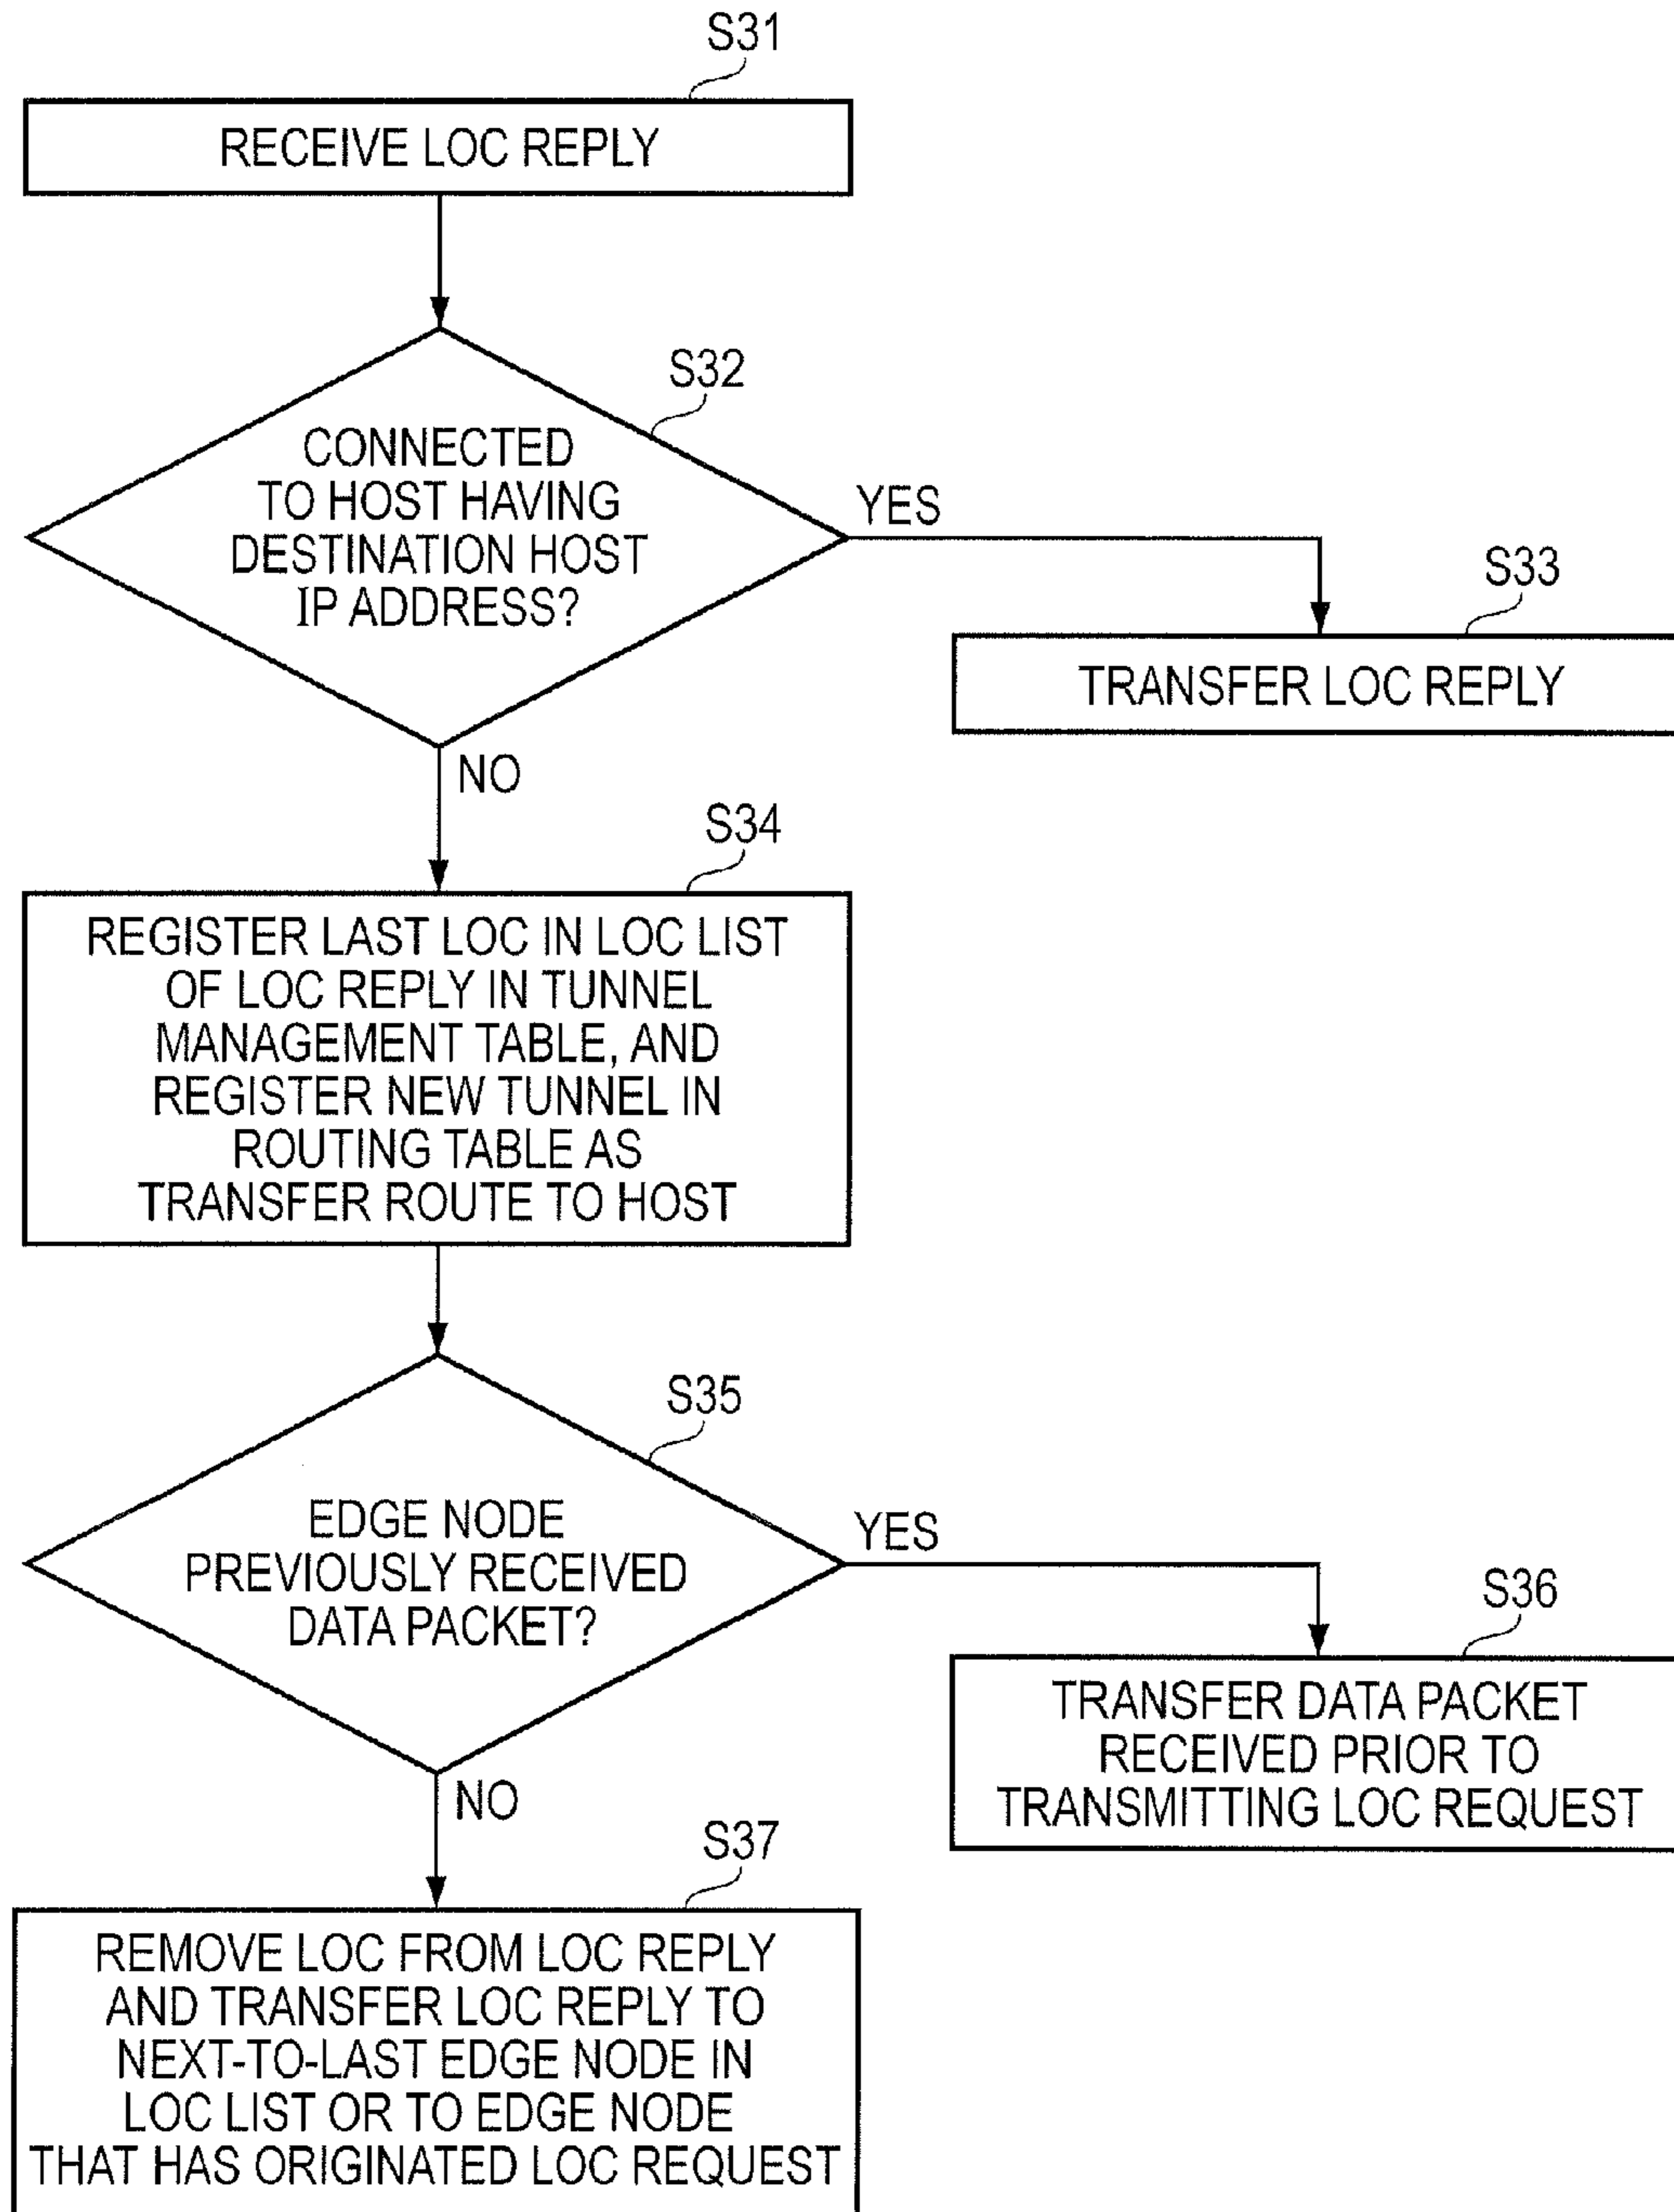 S31
RECEIVE LOC REPLY
S32
CONNECTED
TO HOST HAVING
DESTINATION HOST
IP ADDRESS?
YES
S33
TRANSFER LOC REPLY
NO
S34
REGISTER LAST LOC IN LOC LIST
OF LOC REPLY IN TUNNEL
MANAGEMENT TABLE, AND
REGISTER NEW TUNNEL IN
ROUTING TABLE AS
TRANSFER ROUTE TO HOST
S35
EDGE NODE
PREVIOUSLY RECEIVED
DATA PACKET?
YES
S36
TRANSFER DATA PACKET
RECEIVED PRIOR TO
TRANSMITTING LOC REQUEST
NO
S37
REMOVE LOC FROM LOC REPLY
AND TRANSFER LOC REPLY TO
NEXT-TO-LAST EDGE NODE IN
LOC LIST OR TO EDGE NODE
THAT HAS ORIGINATED LOC REQUEST